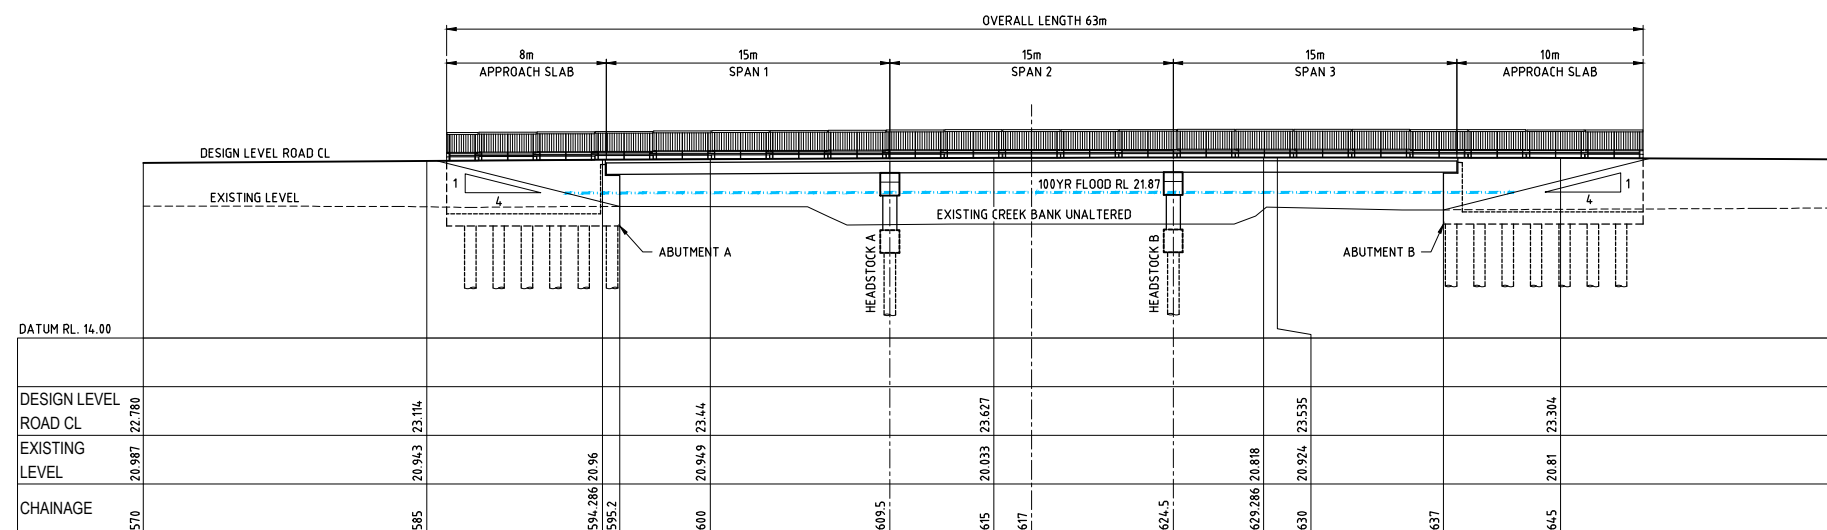 OVERALL LENGTH 63m
8m 15m 15m 15m 10m
APPROACH SLAB SPAN 1 SPAN 2 SPAN 3 APPROACH SLAB
DESIGN LEVEL ROAD CL
1 100YR FLOOD RL 21.87 1
EXISTING LEVEL 4 4
EXISTING CREEK BANK UNALTERED
ABUTMENT A ABUTMENT B
HEADSTOCK A
HEADSTOCK B
DATUM RL. 14.00
DESIGN LEVEL
ROAD CL
22.780 23.114 23.44 23.627 23.535 23.304
EXISTING
LEVEL
20.987 20.943 20.96 20.949 20.033 20.818 20.924 20.81
CHAINAGE
570 585 594.286 595.2 600 609.5 615 617 624.5 629.286 630 637 645